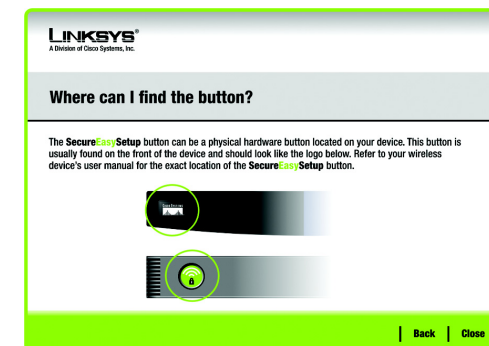 LINKSYS®
A Division of Cisco Systems, Inc.
Where can I find the button?
The SecureEasySetup button can be a physical hardware button located on your device. This button is
usually found on the front of the device and should look like the logo below. Refer to your wireless
device's user manual for the exact location of the SecureEasySetup button.
Back | Close